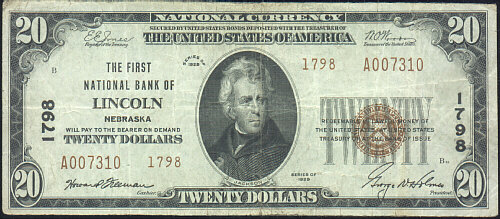 20 NATIONAL CURRENCY 20
SECURED BY UNITED STATES BONDS DEPOSITED WITH THE TREASURER OF
THE UNITED STATES OF AMERICA
E E Jones
Register of the Treasury
W O Woods
Treasurer of the United States
SERIES OF 1929
B
THE FIRST
NATIONAL BANK OF
LINCOLN
NEBRASKA
WILL PAY TO THE BEARER ON DEMAND
TWENTY DOLLARS
1798 A007310
1798
1798
REDEEMABLE IN LAWFUL MONEY OF
THE UNITED STATES AT UNITED STATES
TREASURY OR AT THE BANK OF ISSUE
A007310 1798
JACKSON
SERIES OF
1929
B
Howard Freeman
Cashier
George W Holmes
President
20 TWENTY DOLLARS 20